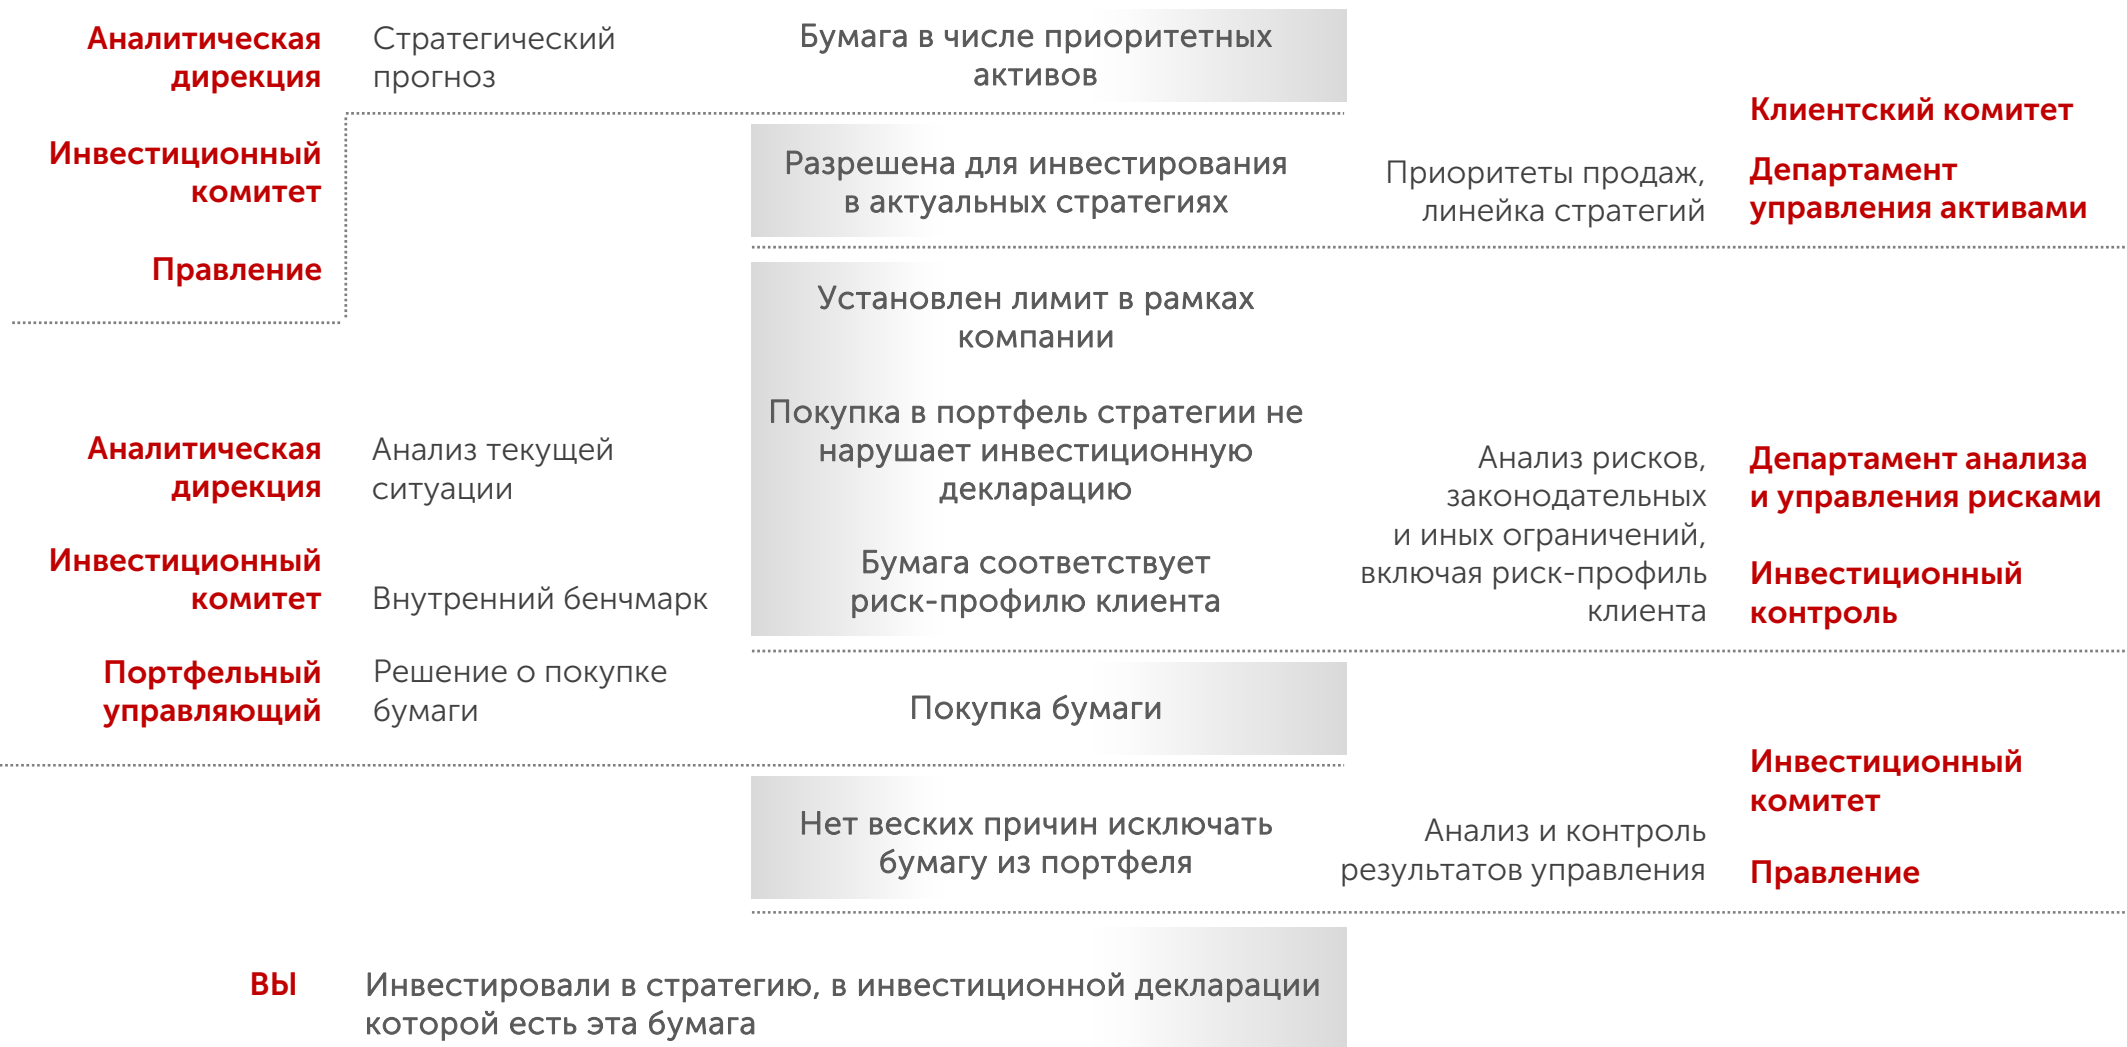 Аналитическая
дирекция
Стратегический
прогноз
Бумага в числе приоритетных
активов
Инвестиционный
комитет
Правление
Разрешена для инвестирования
в актуальных стратегиях
Приоритеты продаж,
линейка стратегий
Клиентский комитет
Департамент
управления активами
Установлен лимит в рамках
компании
Покупка в портфель стратегии не
нарушает инвестиционную
декларацию
Бумага соответствует
риск-профилю клиента
Анализ рисков,
законодательных
и иных ограничений,
включая риск-профиль
клиента
Департамент анализа
и управления рисками
Инвестиционный
контроль
Аналитическая
дирекция
Анализ текущей
ситуации
Инвестиционный
комитет
Внутренний бенчмарк
Портфельный
управляющий
Решение о покупке
бумаги
Покупка бумаги
Нет веских причин исключать
бумагу из портфеля
Анализ и контроль
результатов управления
Инвестиционный
комитет
Правление
ВЫ
Инвестировали в стратегию, в инвестиционной декларации
которой есть эта бумага